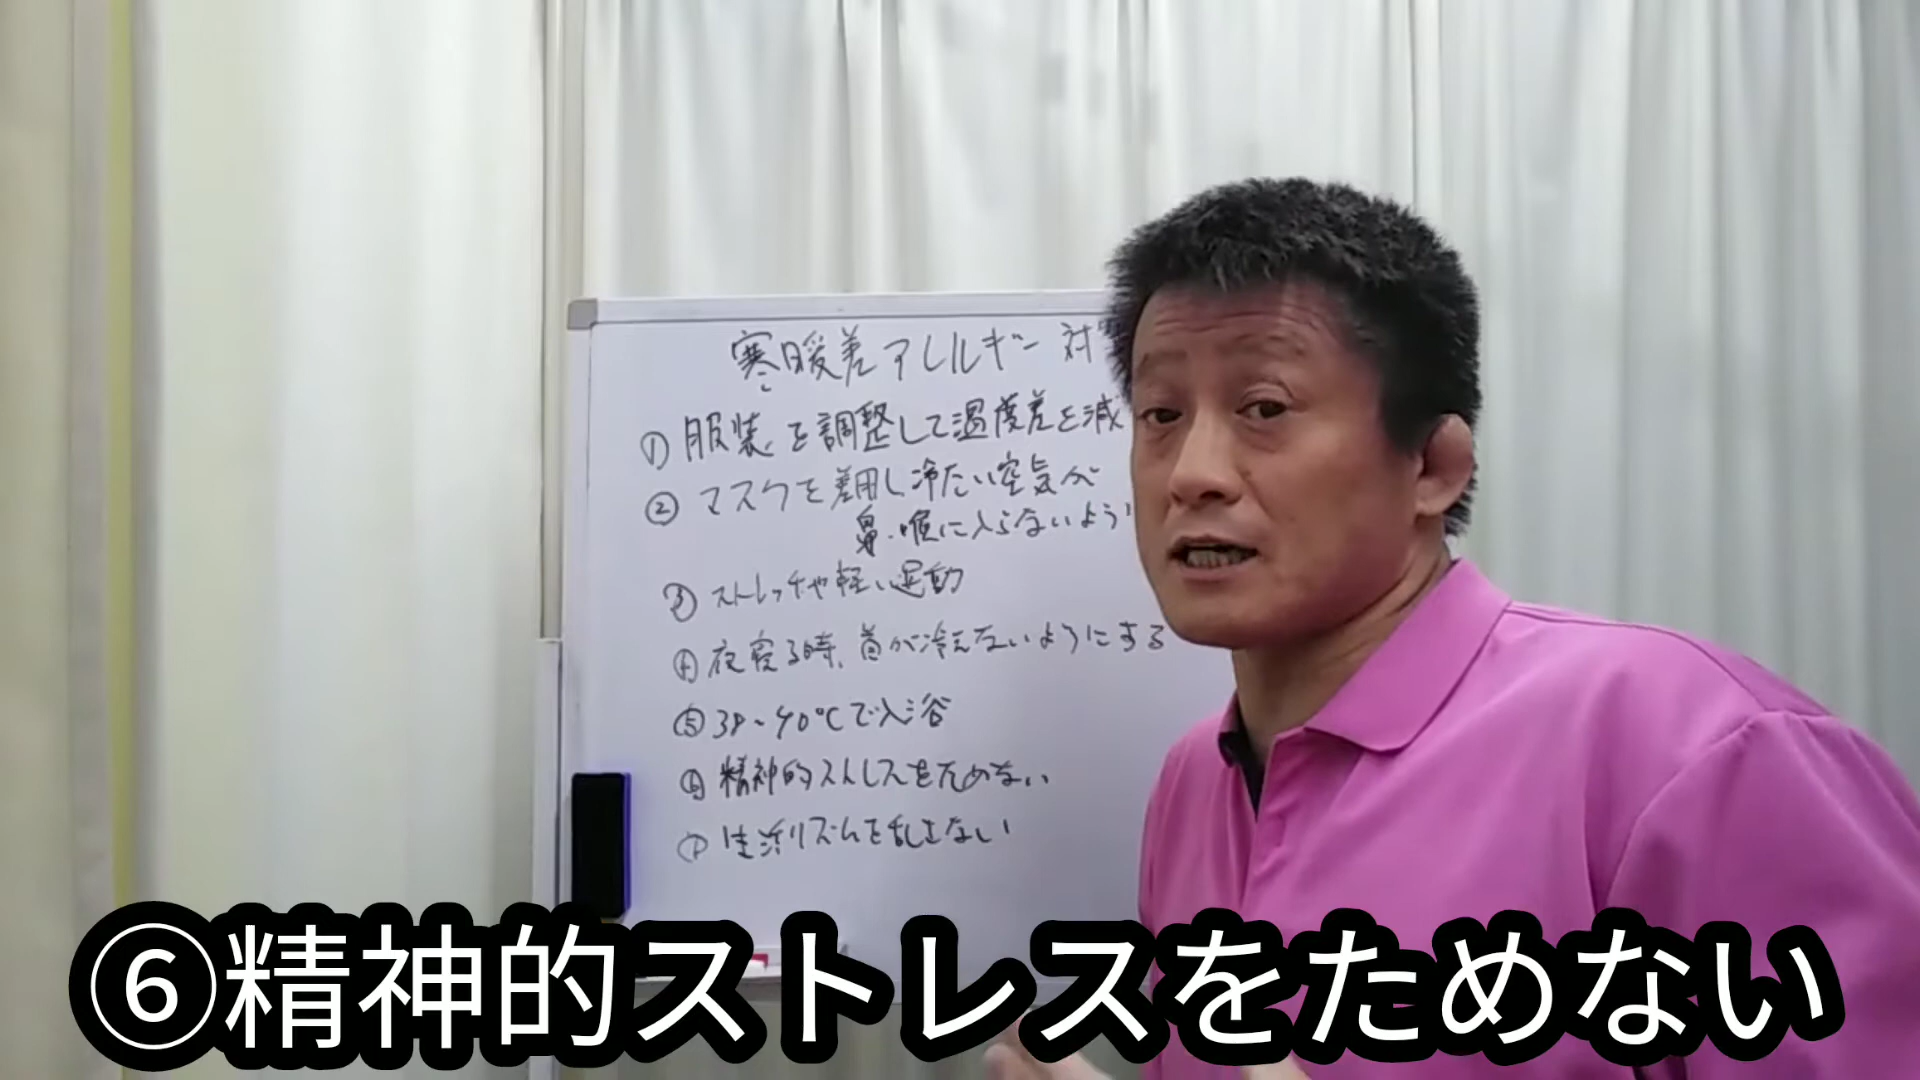 寒暖差アレルギー対
①服装を調整して温度差を減
②マスクを着用し冷たい空気が
鼻・喉に入らないよう
③ストレッチや軽い運動
④夜寝る時、首が冷えないようにする
⑤38~40℃で入浴
⑥精神的ストレスをためない
⑦生活リズムを乱さない
⑥精神的ストレスをためない